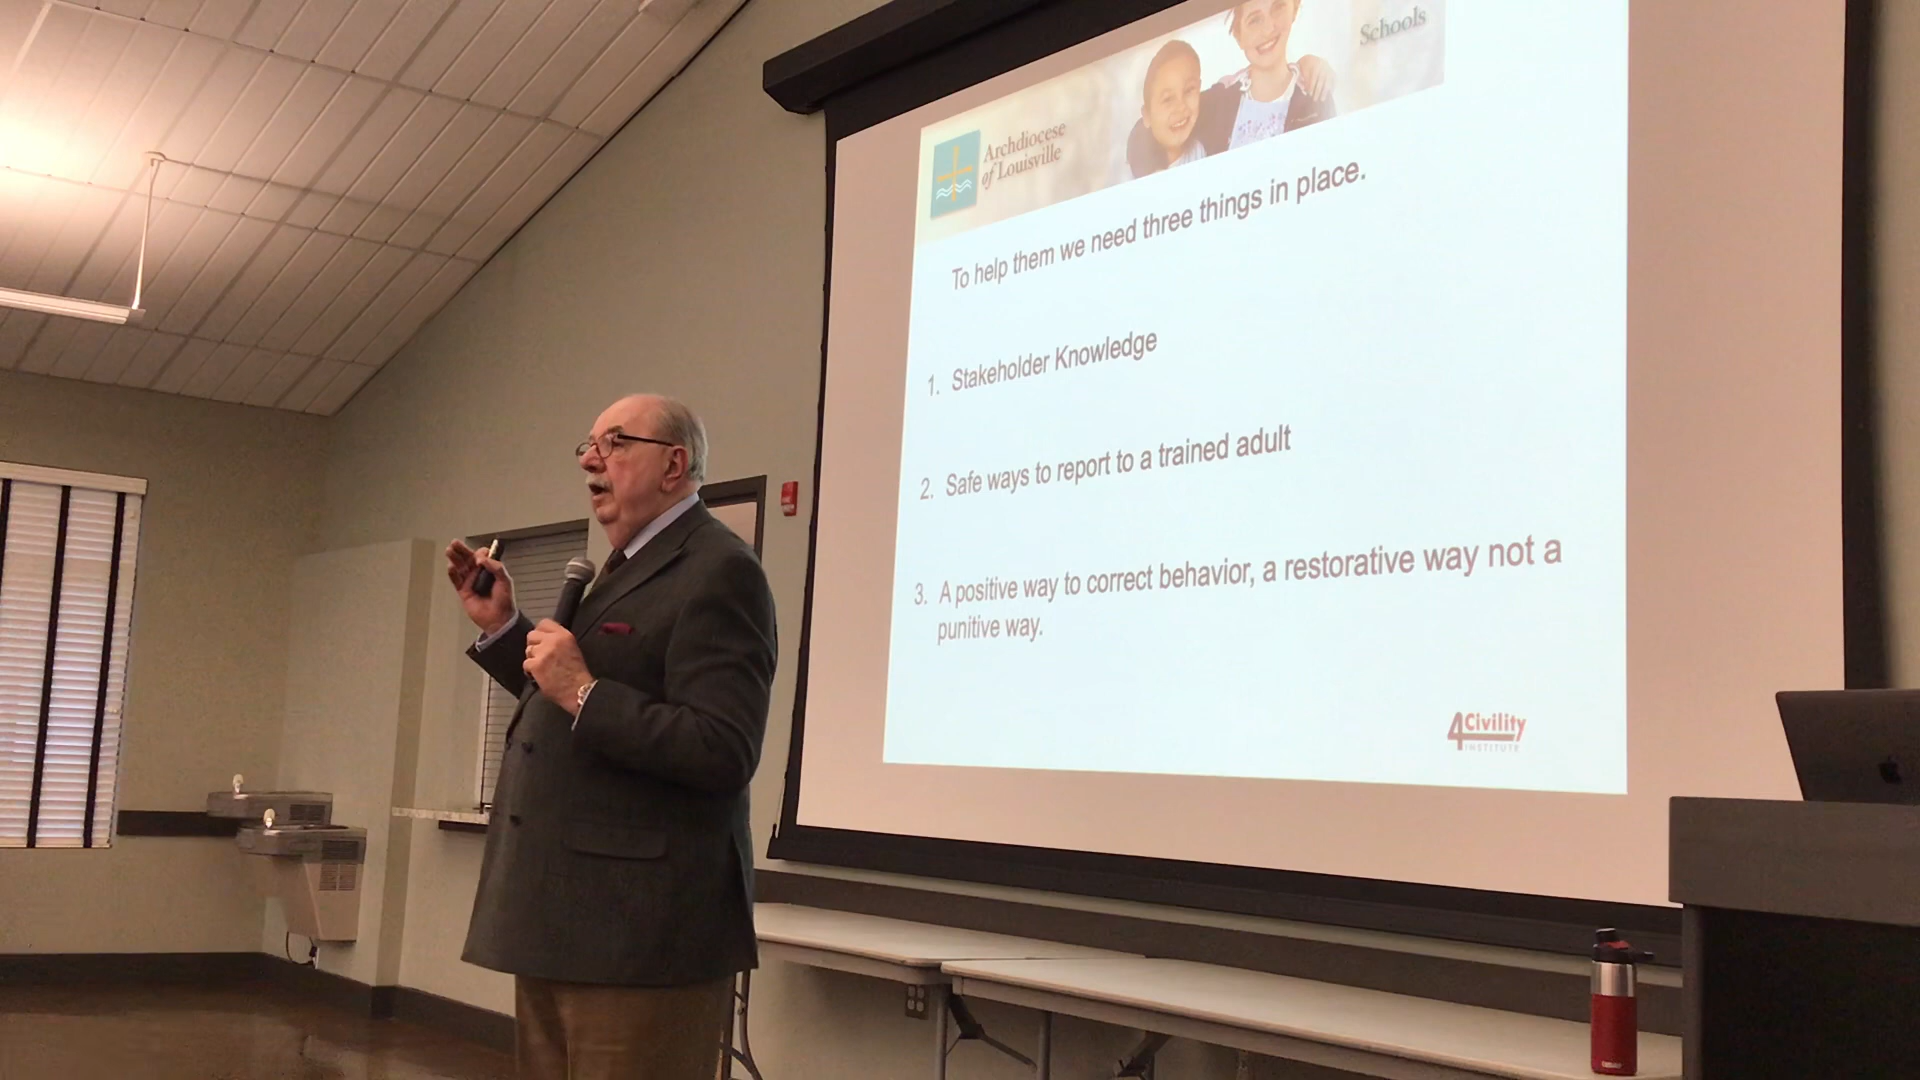 Schools
Archdiocese
of Louisville
To help them we need three things in place.
1. Stakeholder Knowledge
2. Safe ways to report to a trained adult
3. A positive way to correct behavior, a restorative way not a
punitive way.
4Civility
INSTITUTE